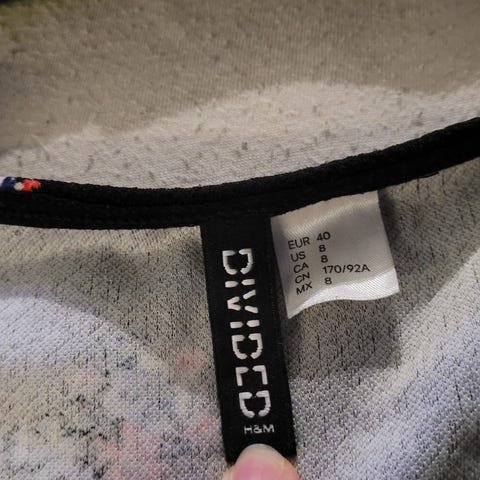 DIVIDED
H&M
EUR 40
US 8
CA 8
CN 170/92A
MX 8